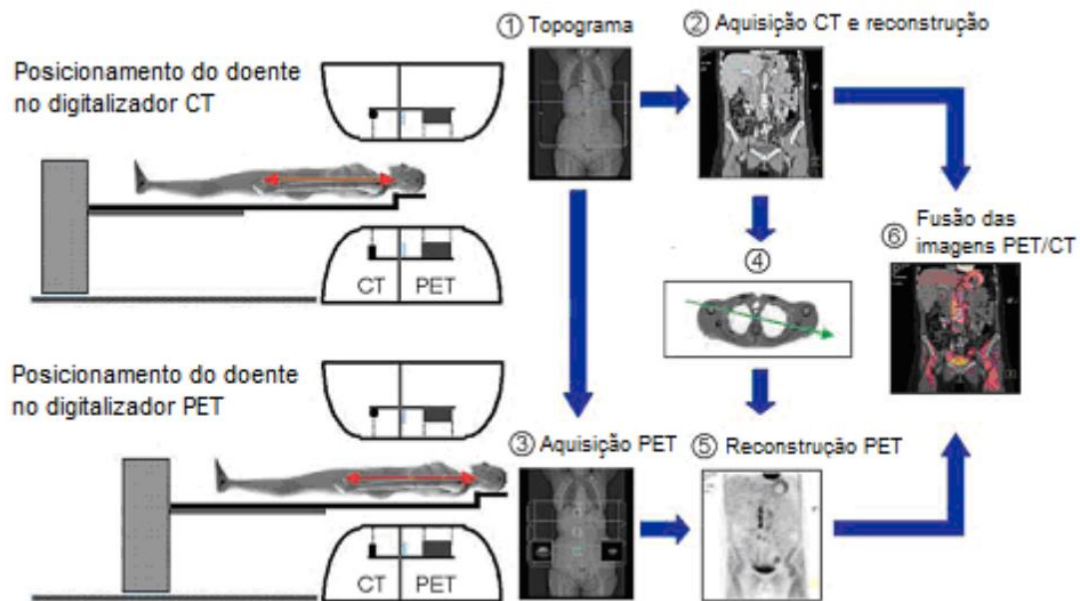 ① Topograma
② Aquisição CT e reconstrução
Posicionamento do doente
no digitalizador CT
CT PET
④
⑥ Fusão das
imagens PET/CT
Posicionamento do doente
no digitalizador PET
③ Aquisição PET
⑤ Reconstrução PET
CT PET